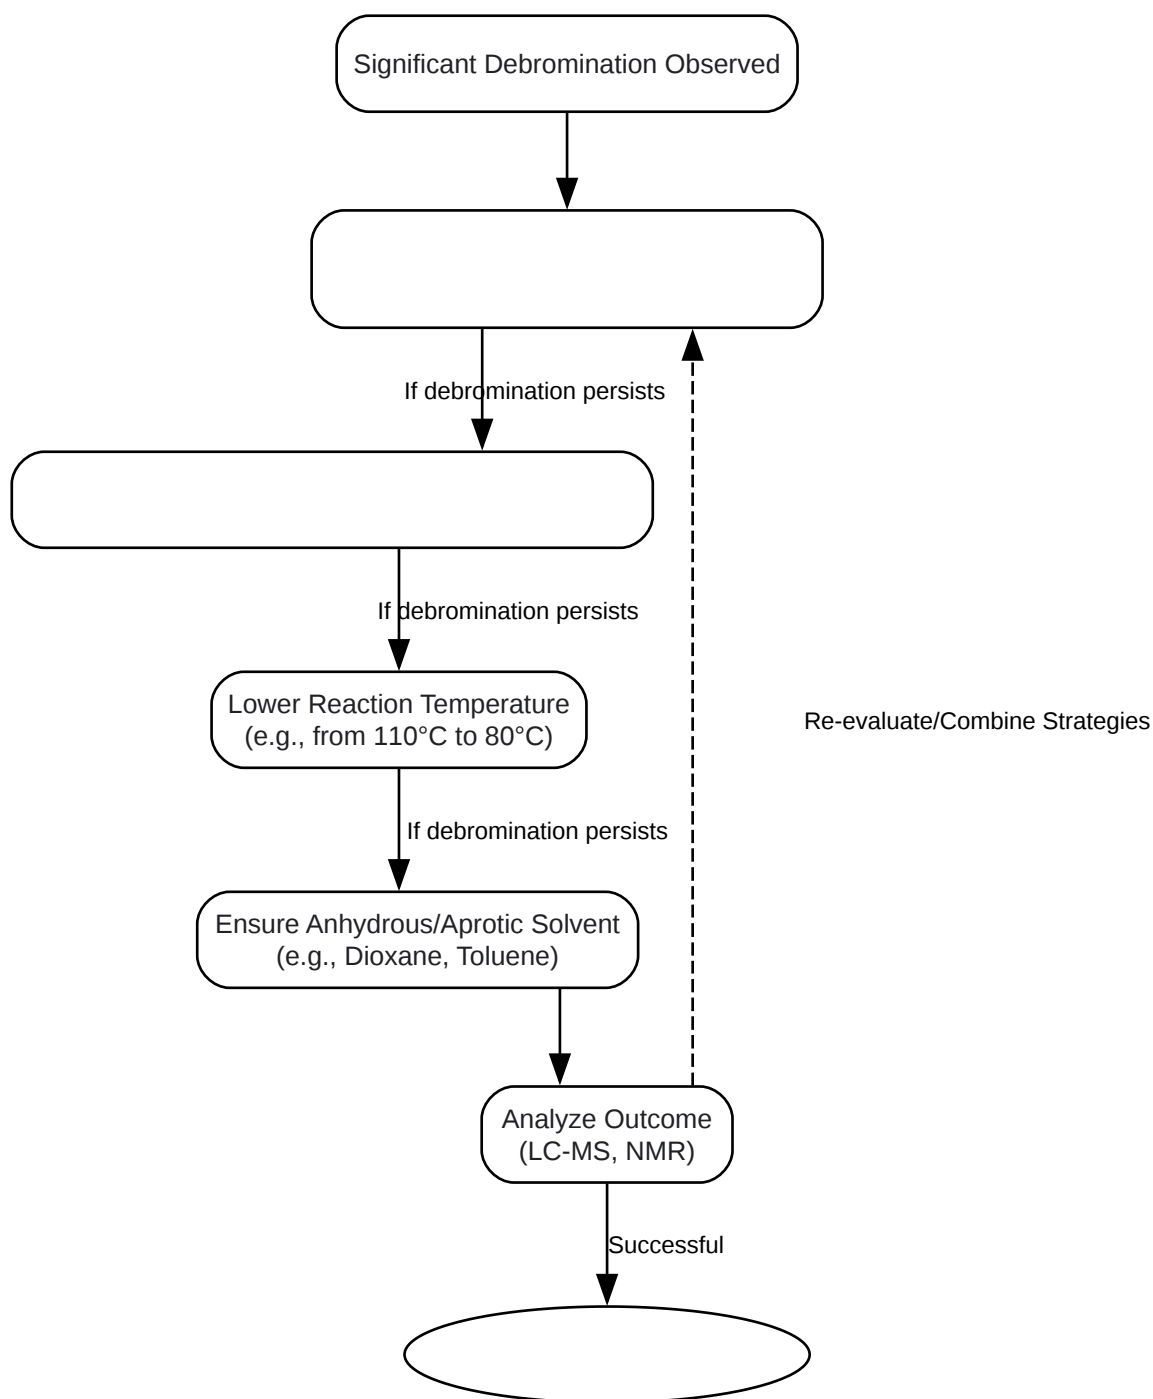 Significant Debromination Observed
If debromination persists
If debromination persists
Lower Reaction Temperature
(e.g., from 110°C to 80°C)
Re-evaluate/Combine Strategies
If debromination persists
Ensure Anhydrous/Aprotic Solvent
(e.g., Dioxane, Toluene)
Analyze Outcome
(LC-MS, NMR)
Successful